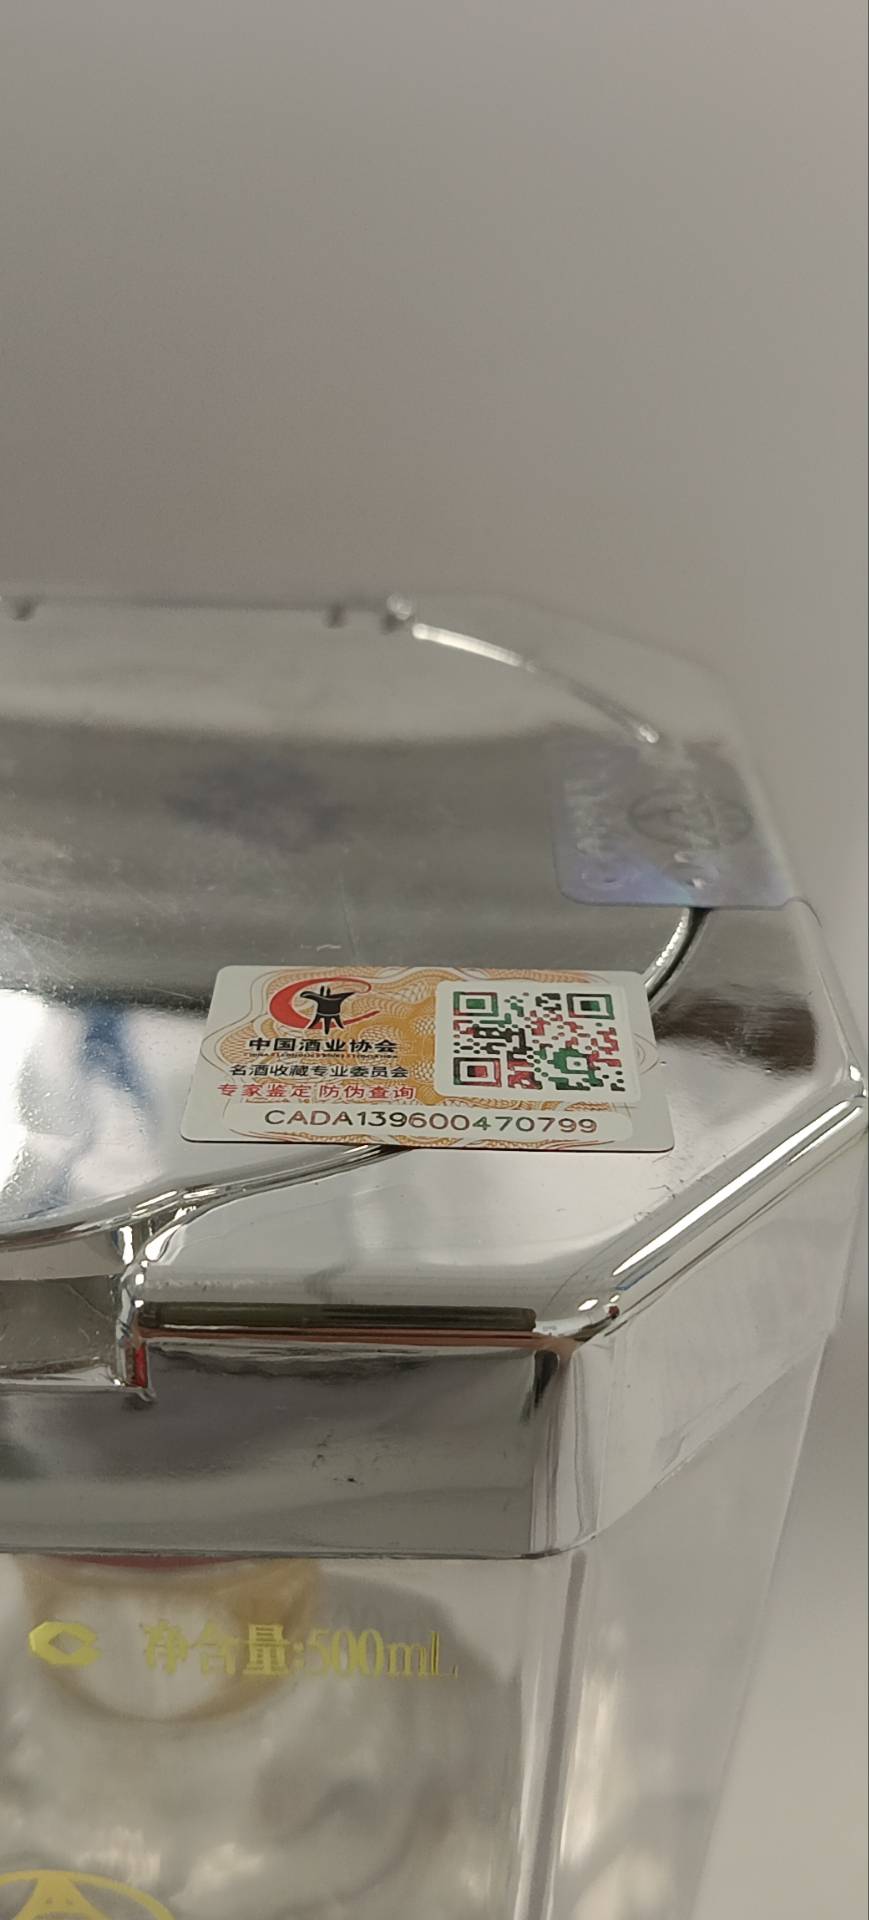 中国酒业协会
名酒收藏专业委员会
专家鉴定 防伪查询
CADA139600470799
净含量:500mL